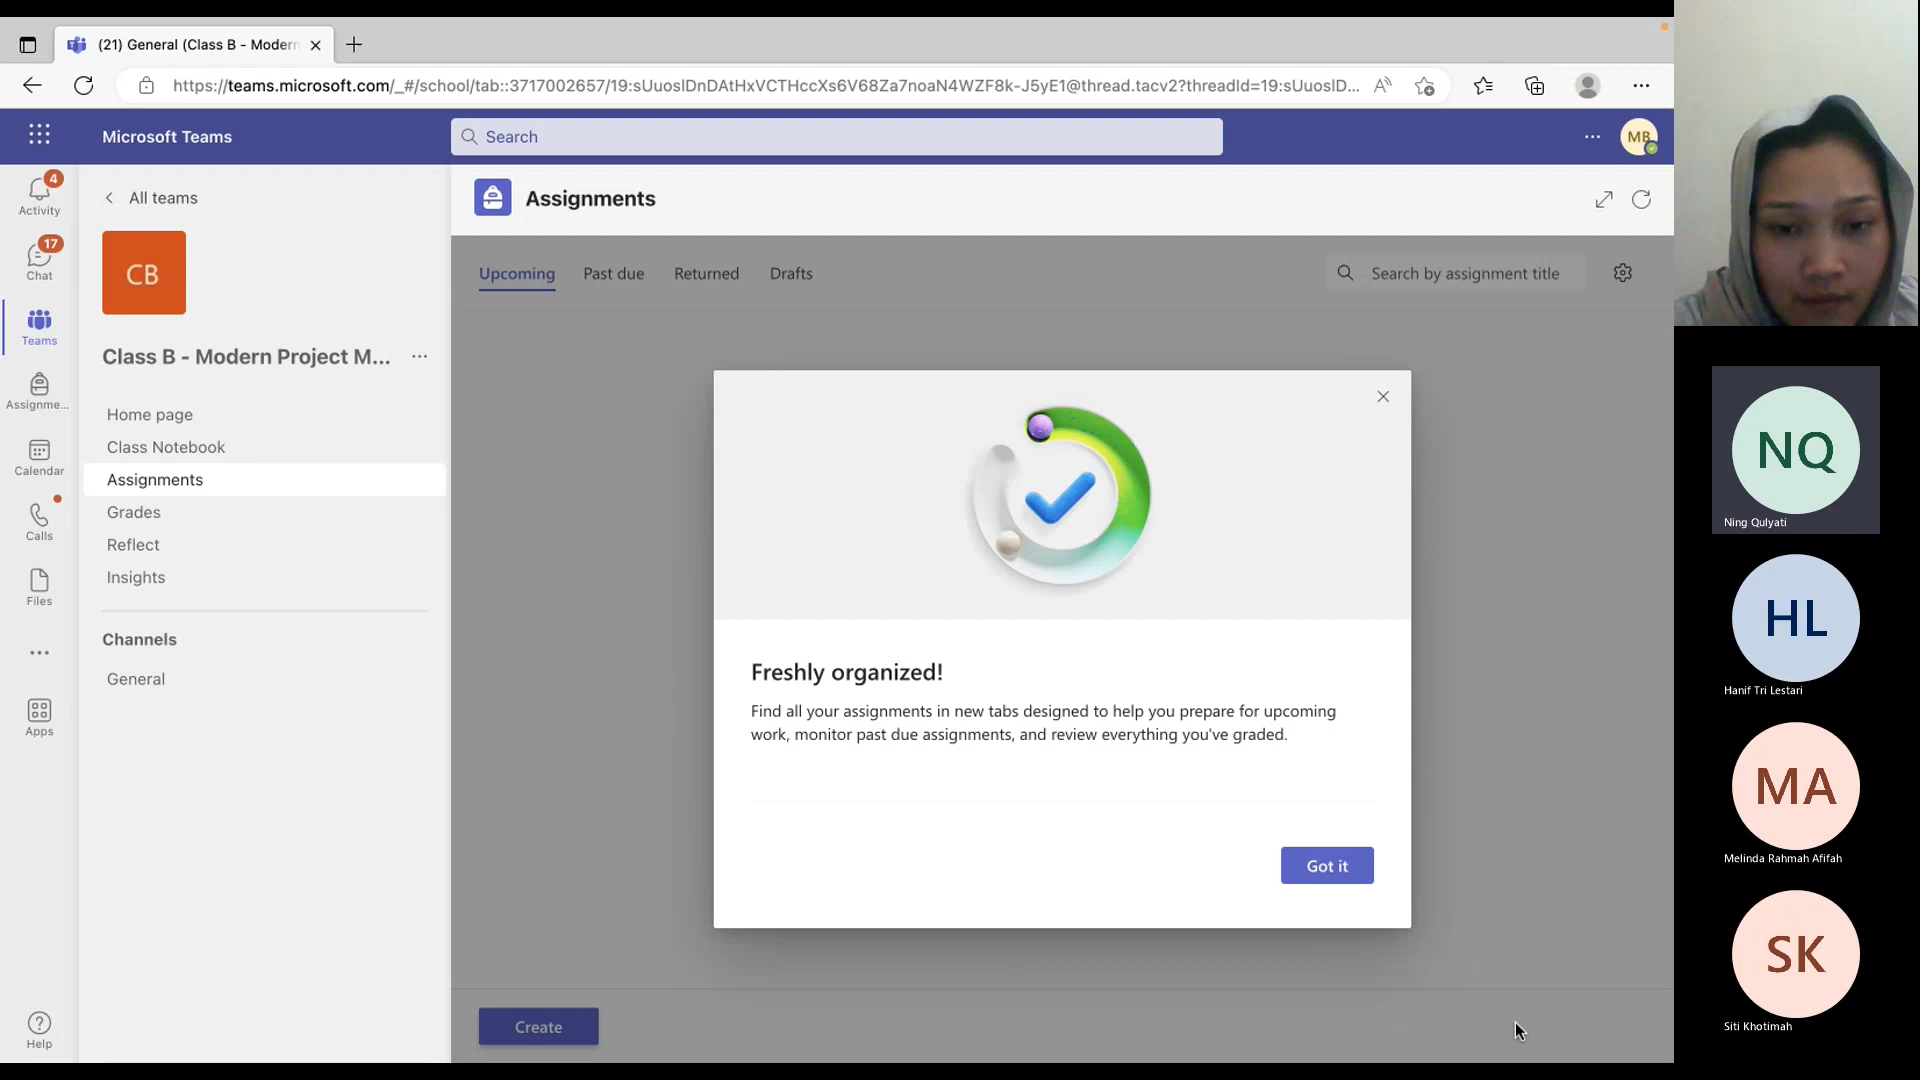 (21) General (Class B - Modern
https://teams.microsoft.com/_#/school/tab::3717002657/19:sUuoslDnDAtHxVCTHccXs6V68Za7noaN4WZF8k-J5yE1@thread.tacv2?threadId=19:sUuoslD...
Microsoft Teams
Search
MB
4
Activity
17
Chat
Teams
Assignme...
Calendar
Calls
Files
Apps
Help
All teams
CB
Class B - Modern Project M...
Home page
Class Notebook
Assignments
Grades
Reflect
Insights
Channels
General
Assignments
Upcoming
Past due
Returned
Drafts
Search by assignment title
Freshly organized!
Find all your assignments in new tabs designed to help you prepare for upcoming
work, monitor past due assignments, and review everything you've graded.
Got it
Create
NQ
Ning Qulyati
HL
Hanif Tri Lestari
MA
Melinda Rahmah Afifah
SK
Siti Khotimah